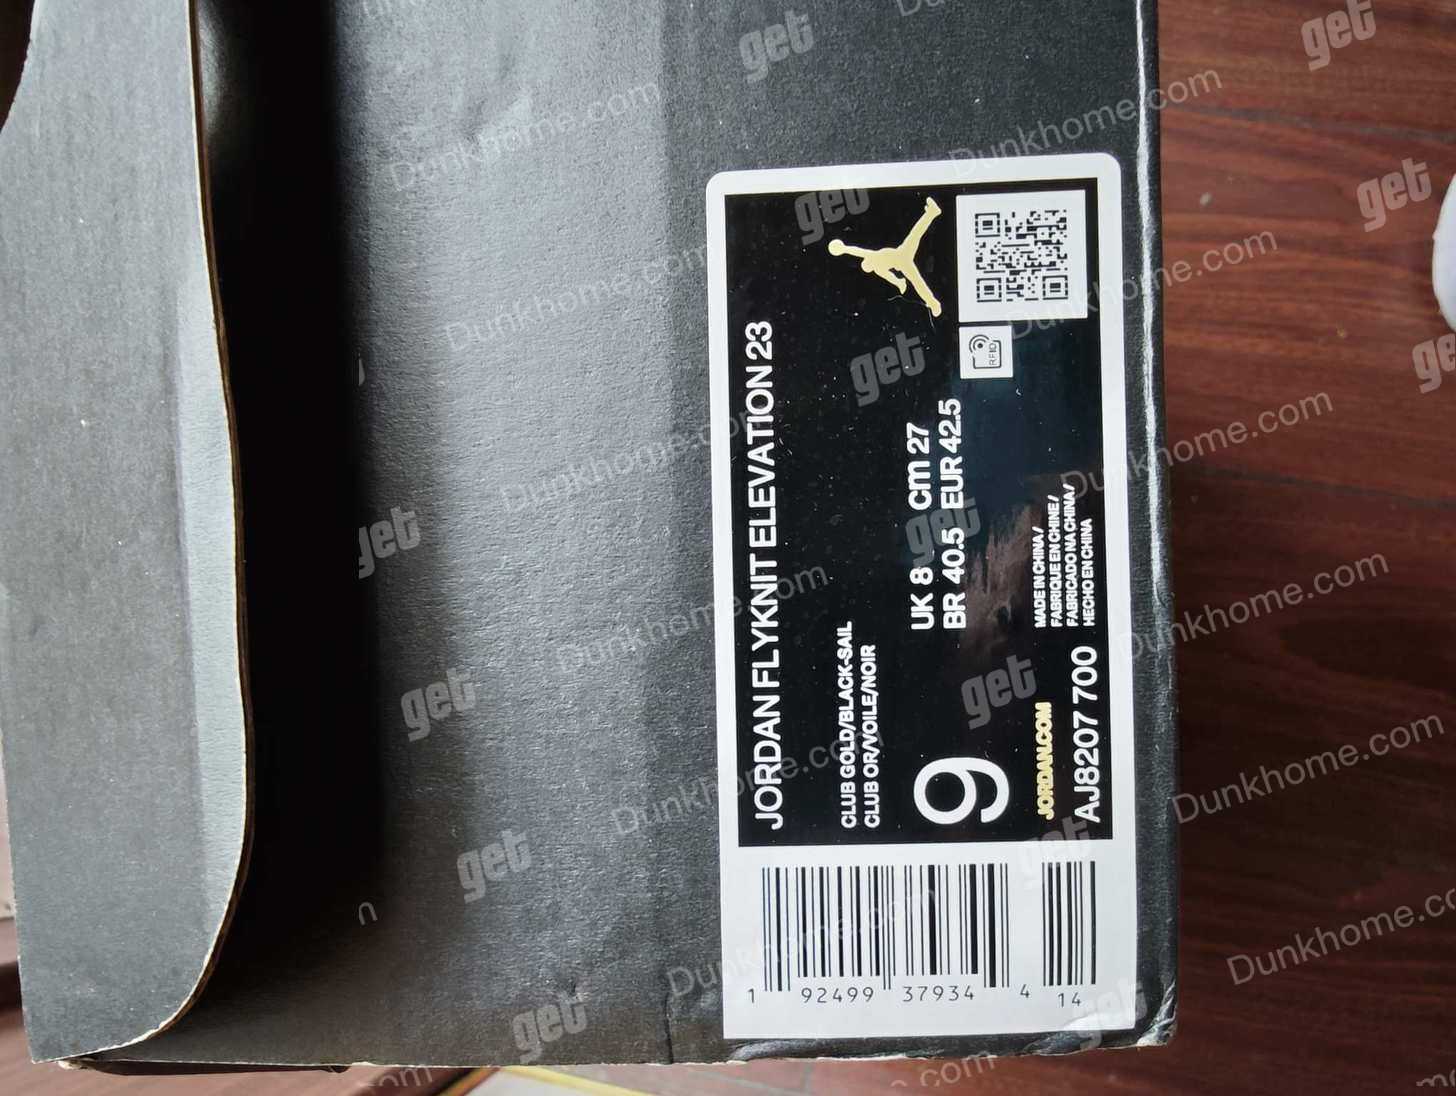 JORDAN FLYKNIT ELEVATION 23
CLUB GOLD/BLACK-SAIL
CLUB OR/VOILE/NOIR
9
UK 8 Cm 27
BR 40.5 EUR 42.5
RFID
JORDAN.COM
MADE IN CHINA/
FABRIQUE EN CHINE/
FABRICADO NA CHINA/
HECHO EN CHINA
AJ8207 700
1 92499 37934 4 14
get
Dunkhome.com